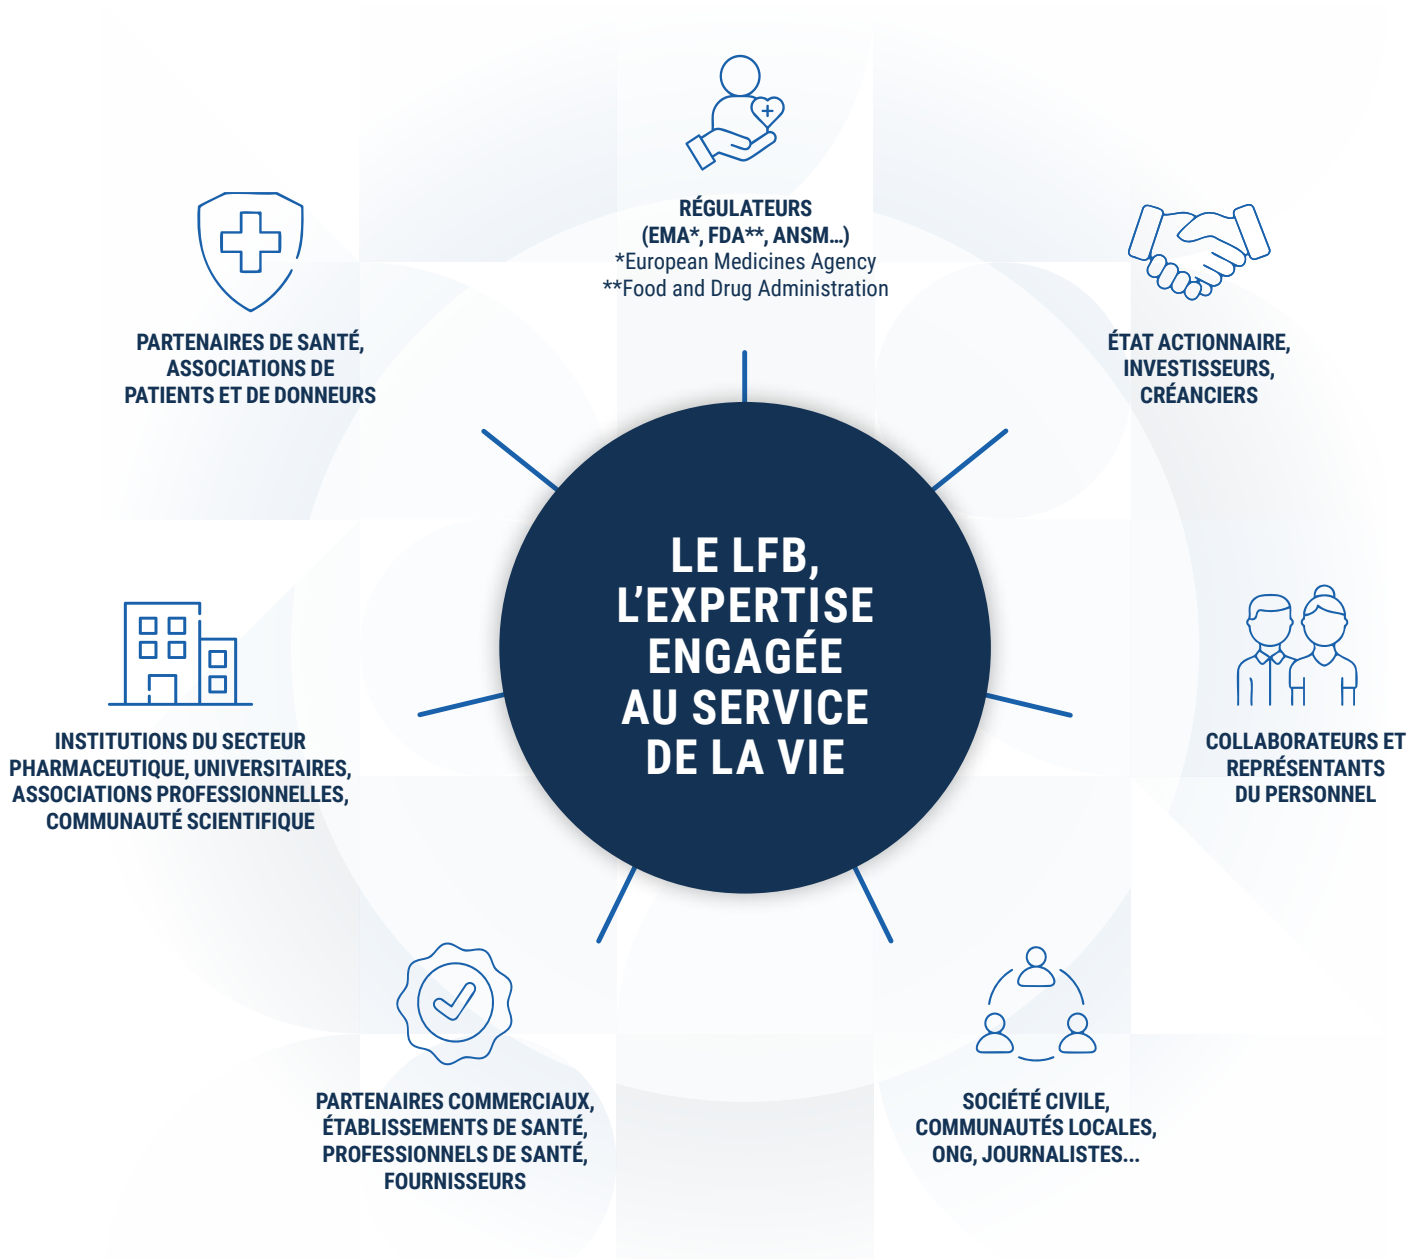 RÉGULATEURS
(EMA*, FDA**, ANSM…)
*European Medicines Agency
**Food and Drug Administration
PARTENAIRES DE SANTÉ,
ASSOCIATIONS DE
PATIENTS ET DE DONNEURS
ÉTAT ACTIONNAIRE,
INVESTISSEURS,
CRÉANCIERS
LE LFB,
L’EXPERTISE
ENGAGÉE
AU SERVICE
DE LA VIE
INSTITUTIONS DU SECTEUR
PHARMACEUTIQUE, UNIVERSITAIRES,
ASSOCIATIONS PROFESSIONNELLES,
COMMUNAUTÉ SCIENTIFIQUE
COLLABORATEURS ET
REPRÉSENTANTS
DU PERSONNEL
PARTENAIRES COMMERCIAUX,
ÉTABLISSEMENTS DE SANTÉ,
PROFESSIONNELS DE SANTÉ,
FOURNISSEURS
SOCIÉTÉ CIVILE,
COMMUNAUTÉS LOCALES,
ONG, JOURNALISTES...